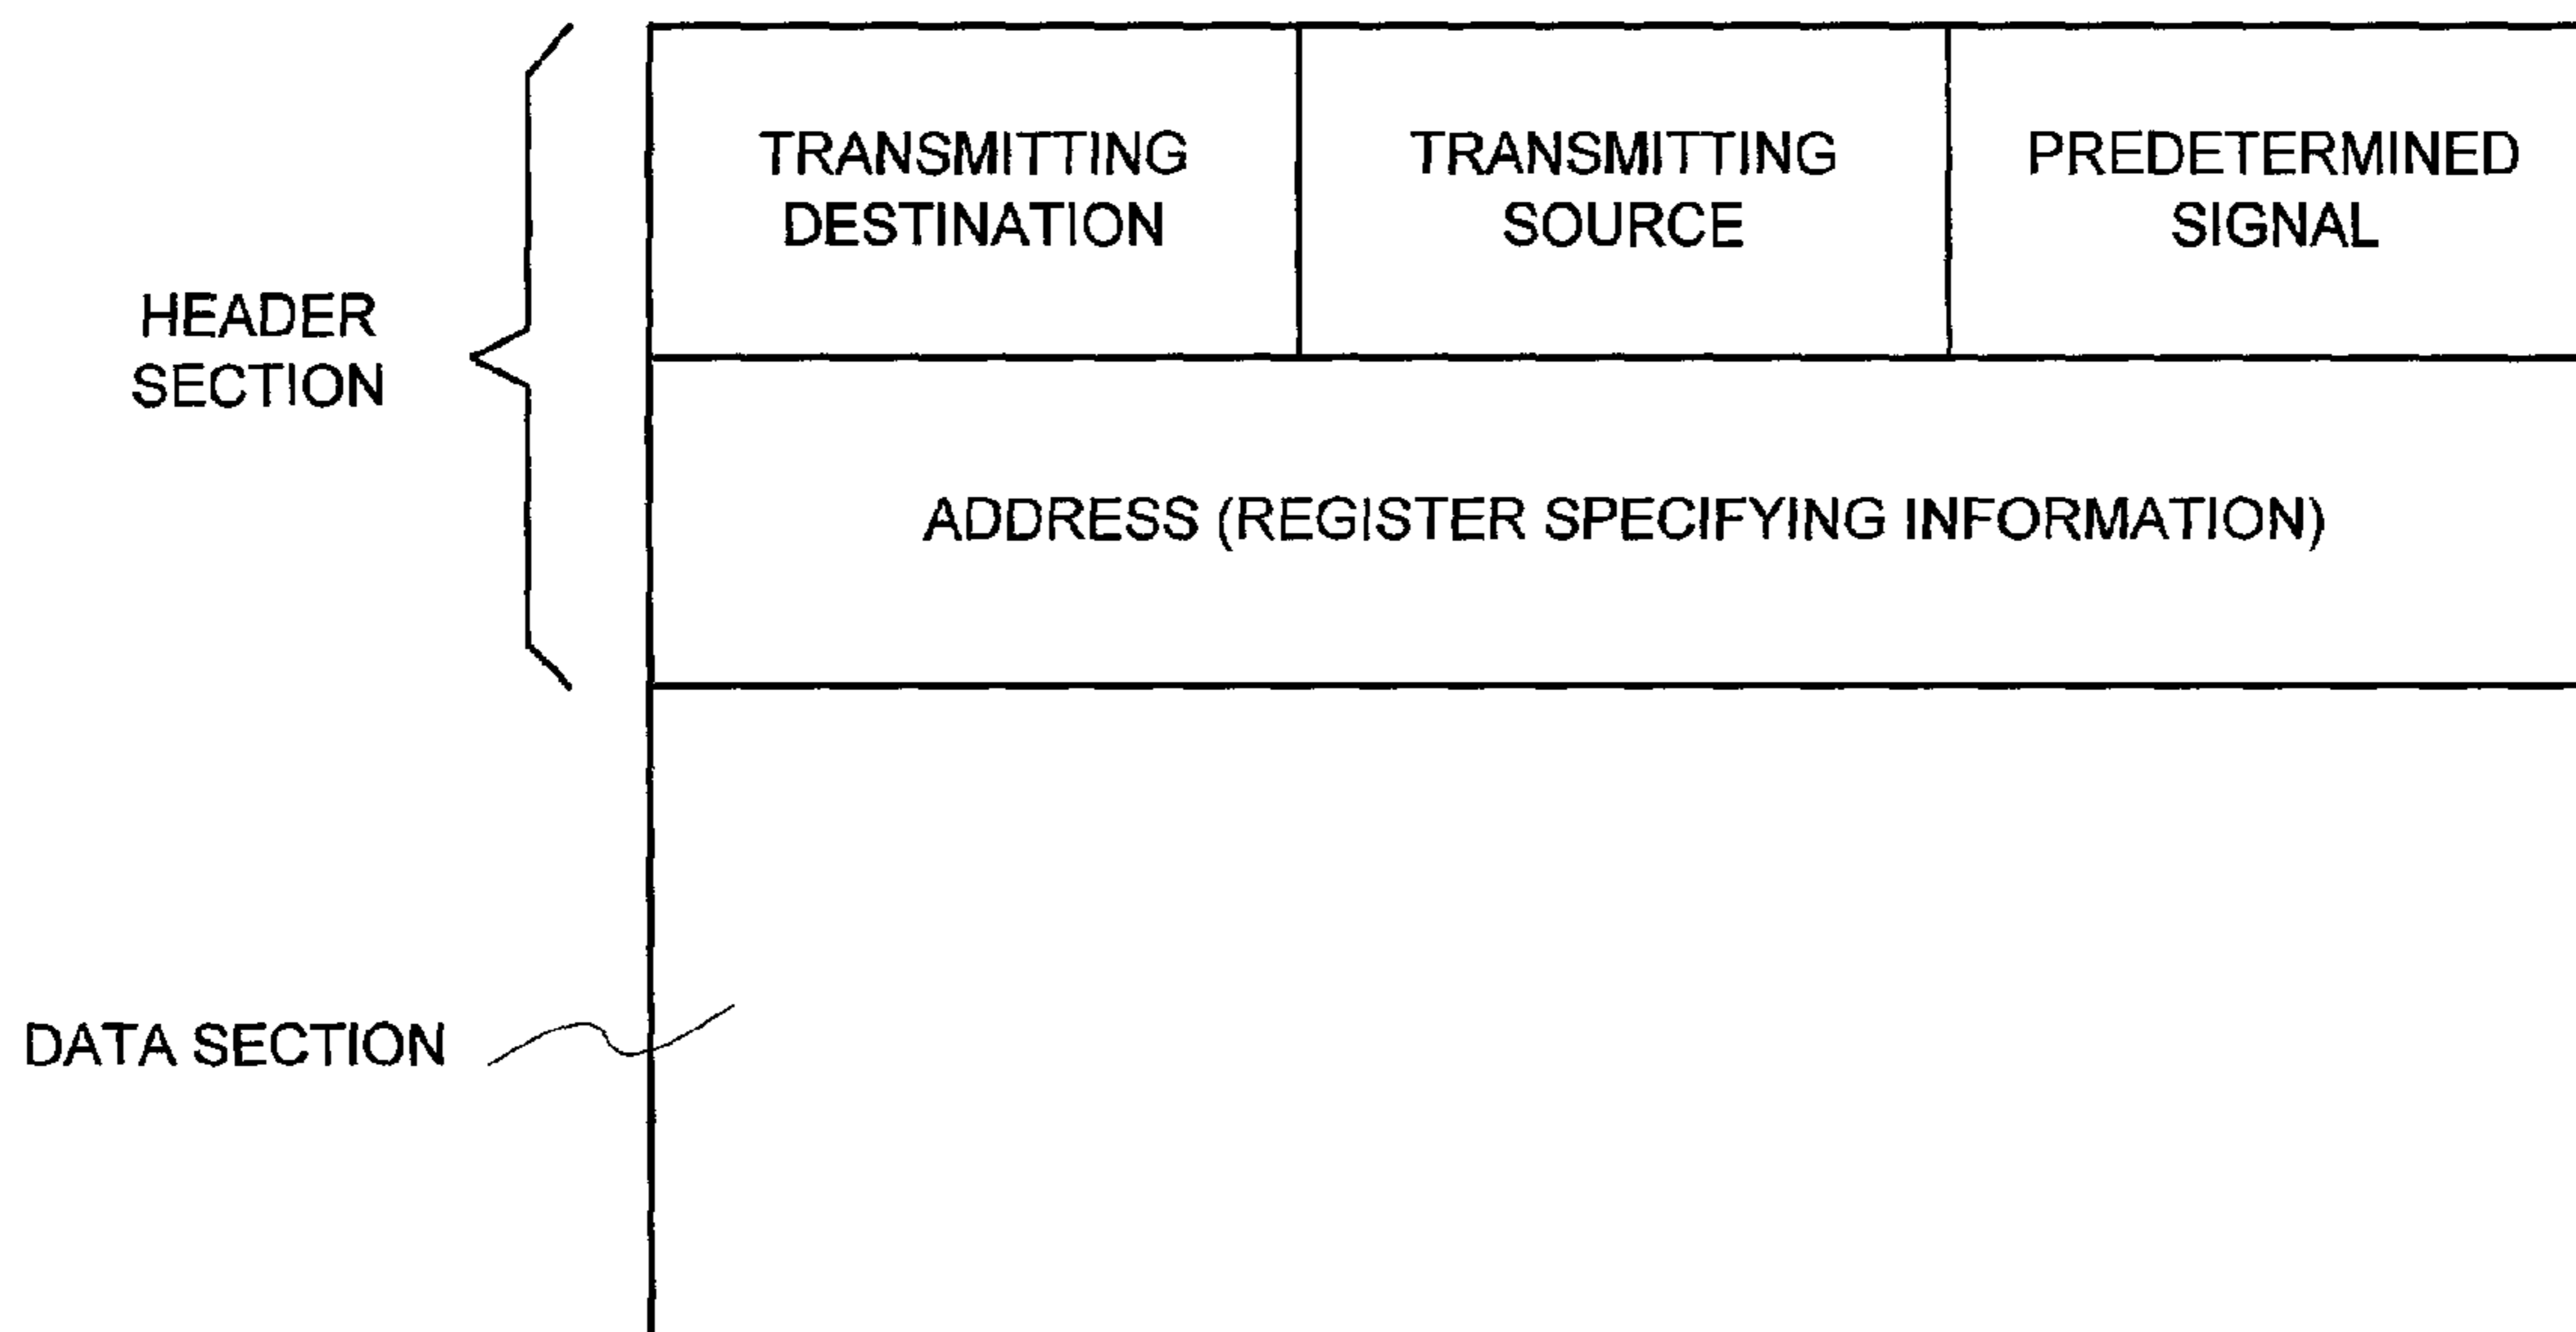 TRANSMITTING
DESTINATION
TRANSMITTING
SOURCE
PREDETERMINED
SIGNAL
HEADER
SECTION
ADDRESS (REGISTER SPECIFYING INFORMATION)
DATA SECTION